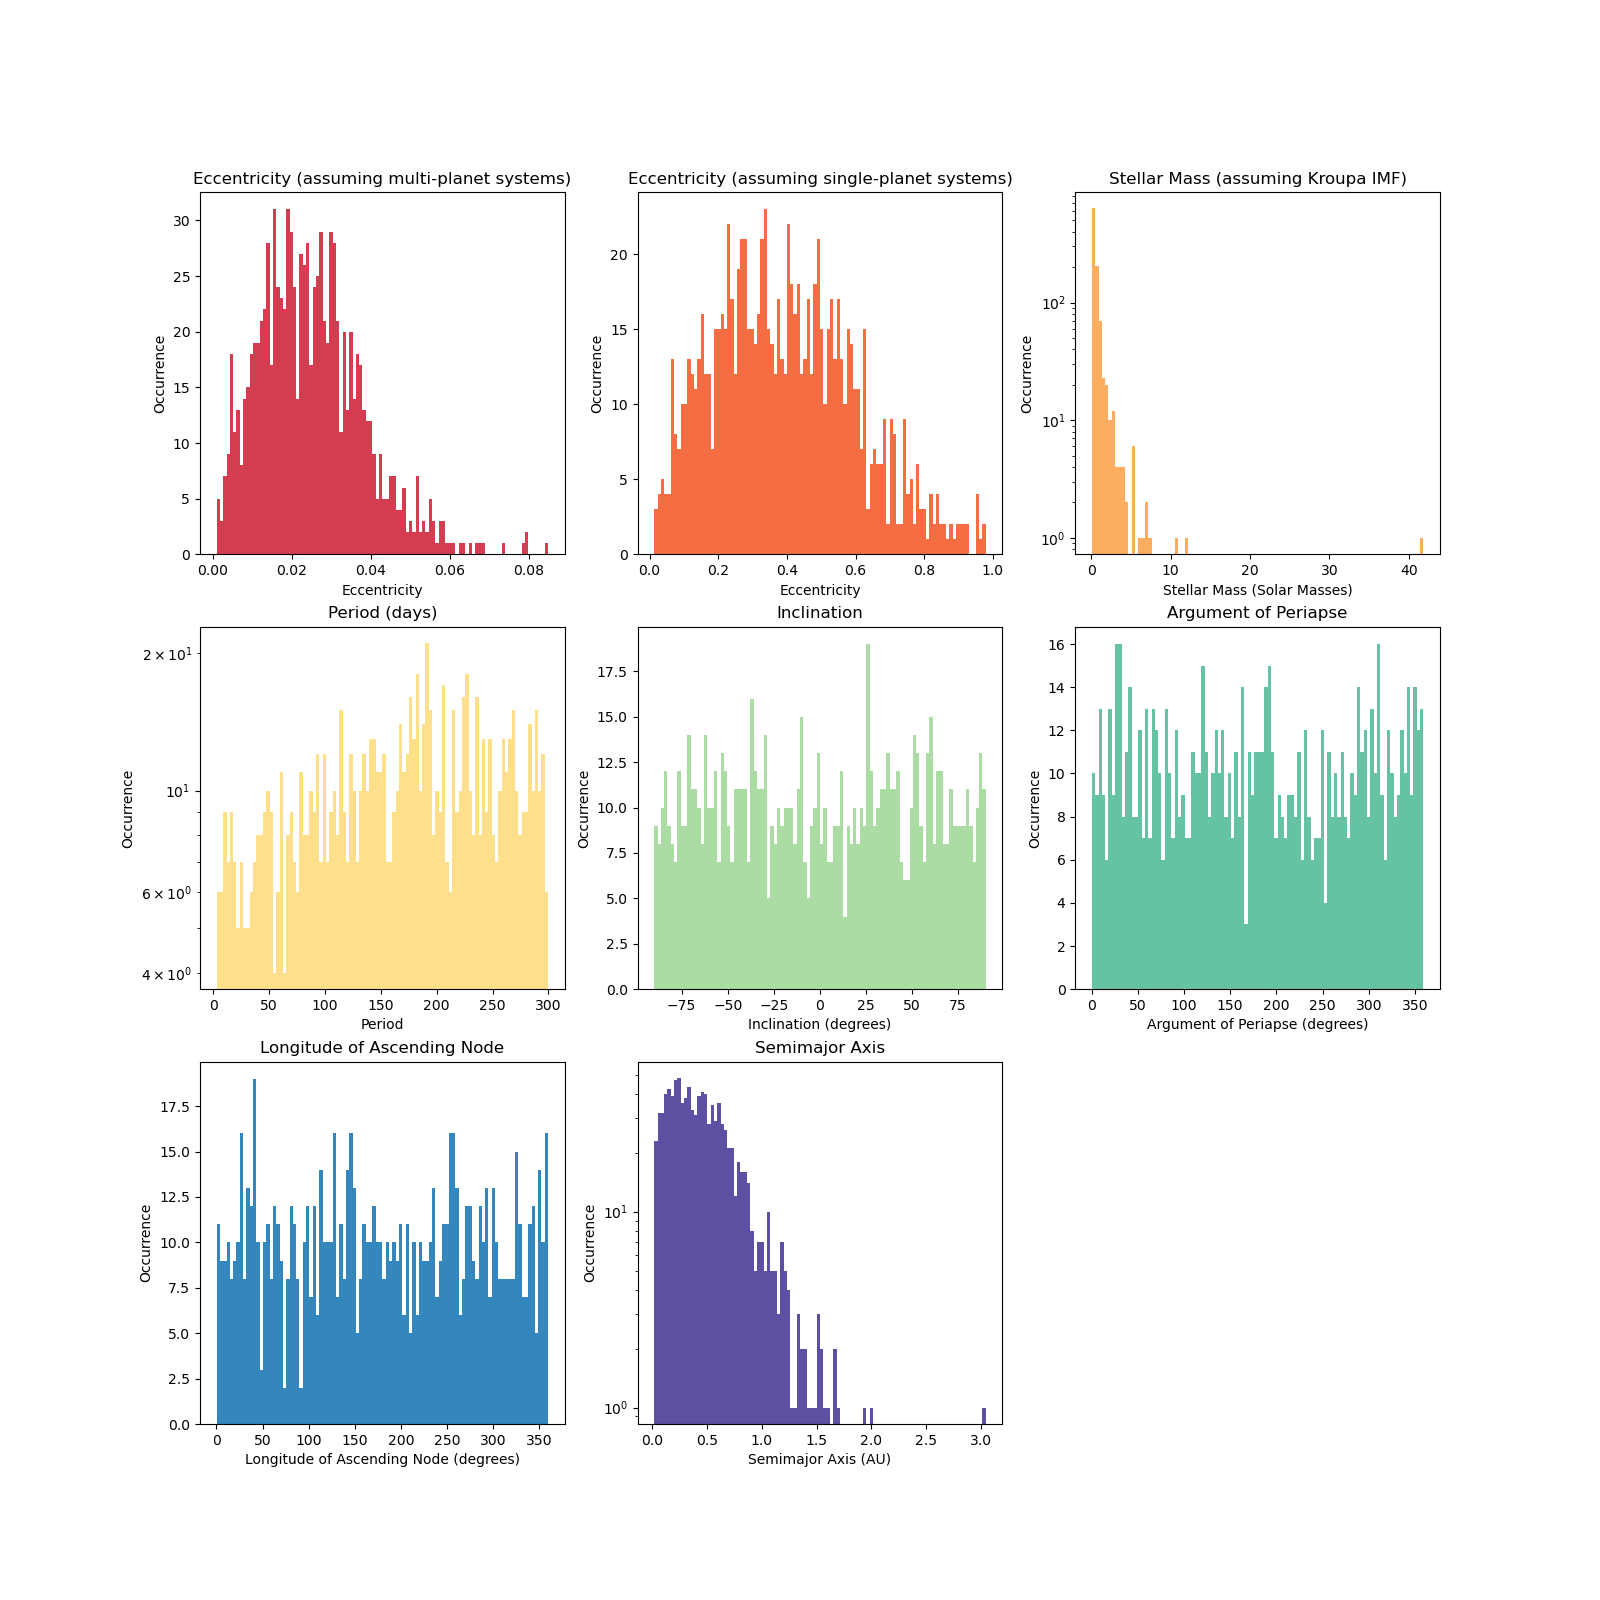 Eccentricity (assuming multi-planet systems)
Occurrence
30
25
20
15
10
5
0
0.00 0.02 0.04 0.06 0.08
Eccentricity
Eccentricity (assuming single-planet systems)
Occurrence
20
15
10
5
0
0.0 0.2 0.4 0.6 0.8 1.0
Eccentricity
Stellar Mass (assuming Kroupa IMF)
Occurrence
10²
10¹
10⁰
0 10 20 30 40
Stellar Mass (Solar Masses)
Period (days)
Occurrence
2 × 10¹
10¹
6 × 10⁰
4 × 10⁰
0 50 100 150 200 250 300
Period
Inclination
Occurrence
17.5
15.0
12.5
10.0
7.5
5.0
2.5
0.0
−75 −50 −25 0 25 50 75
Inclination (degrees)
Argument of Periapse
Occurrence
16
14
12
10
8
6
4
2
0
0 50 100 150 200 250 300 350
Argument of Periapse (degrees)
Longitude of Ascending Node
Occurrence
17.5
15.0
12.5
10.0
7.5
5.0
2.5
0.0
0 50 100 150 200 250 300 350
Longitude of Ascending Node (degrees)
Semimajor Axis
Occurrence
10¹
10⁰
0.0 0.5 1.0 1.5 2.0 2.5 3.0
Semimajor Axis (AU)